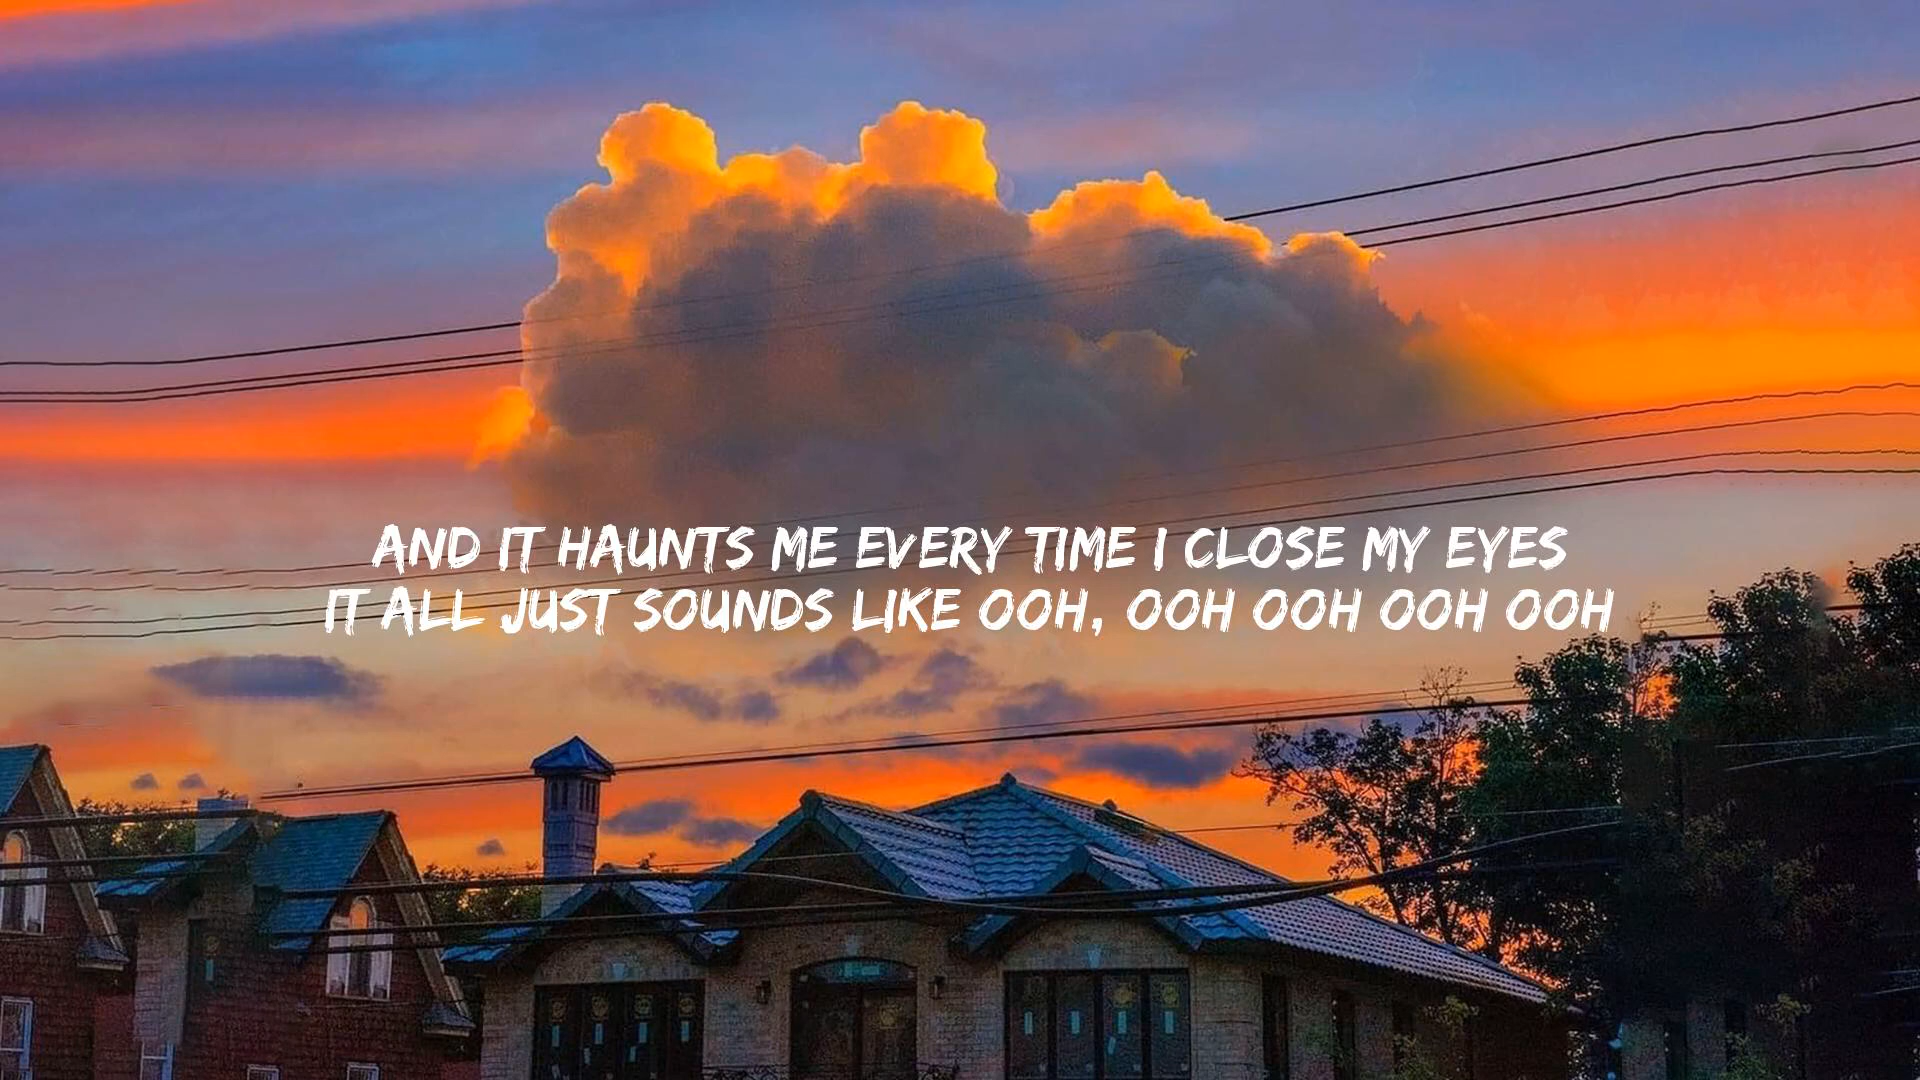 AND IT HAUNTS ME EVERY TIME I CLOSE MY EYES
IT ALL JUST SOUNDS LIKE OOH, OOH OOH OOH OOH